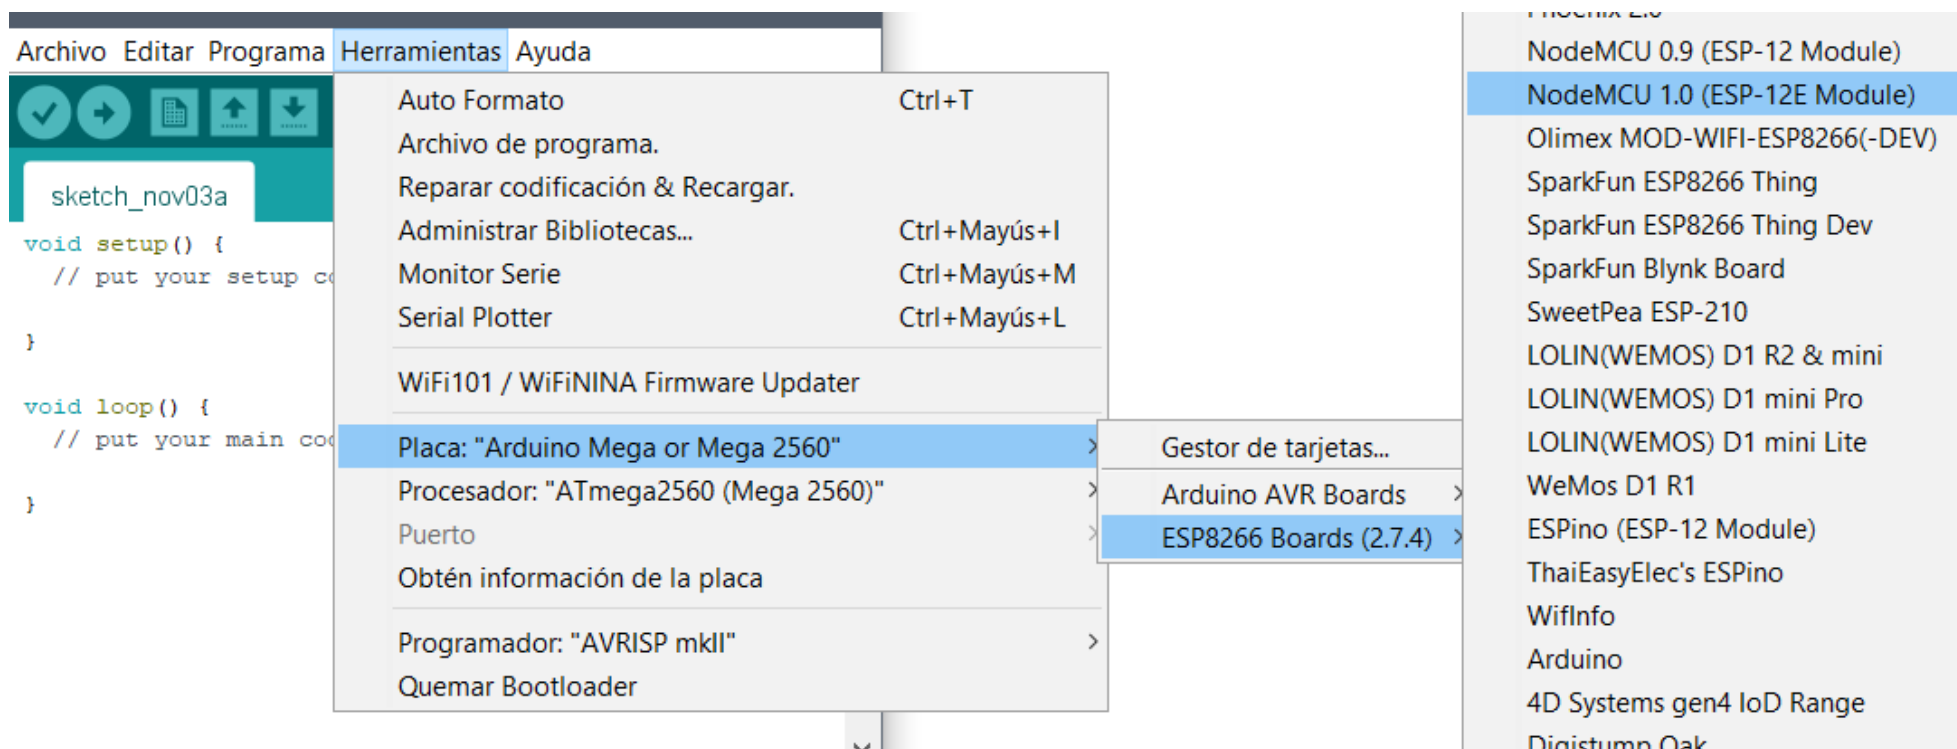 Archivo Editar Programa Herramientas Ayuda
sketch_nov03a
void setup() {
// put your setup co
}
void loop() {
// put your main cod
}
Auto Formato Ctrl+T
Archivo de programa.
Reparar codificación & Recargar.
Administrar Bibliotecas... Ctrl+Mayús+I
Monitor Serie Ctrl+Mayús+M
Serial Plotter Ctrl+Mayús+L
WiFi101 / WiFiNINA Firmware Updater
Placa: "Arduino Mega or Mega 2560"
Procesador: "ATmega2560 (Mega 2560)"
Puerto
Obtén información de la placa
Programador: "AVRISP mkII"
Quemar Bootloader
Gestor de tarjetas...
Arduino AVR Boards
ESP8266 Boards (2.7.4)
Phoenix 2.0
NodeMCU 0.9 (ESP-12 Module)
NodeMCU 1.0 (ESP-12E Module)
Olimex MOD-WIFI-ESP8266(-DEV)
SparkFun ESP8266 Thing
SparkFun ESP8266 Thing Dev
SparkFun Blynk Board
SweetPea ESP-210
LOLIN(WEMOS) D1 R2 & mini
LOLIN(WEMOS) D1 mini Pro
LOLIN(WEMOS) D1 mini Lite
WeMos D1 R1
ESPino (ESP-12 Module)
ThaiEasyElec's ESPino
WifInfo
Arduino
4D Systems gen4 IoD Range
Digistump Oak